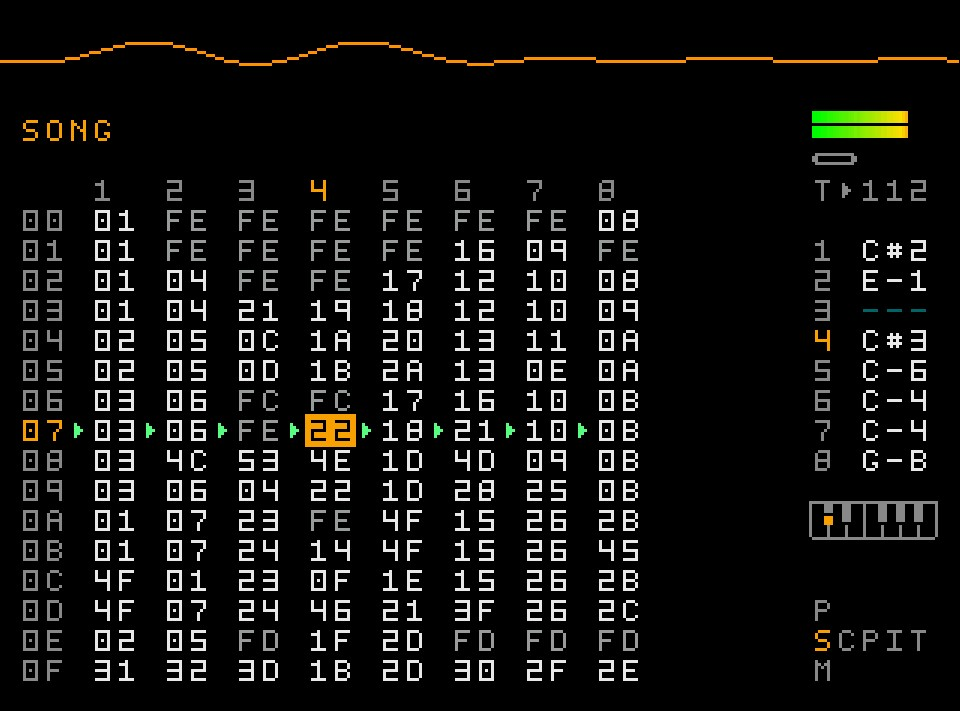 SONG
1 2 3 4 5 6 7 8 T▸112
00 01 FE FE FE FE FE FE 08
01 01 FE FE FE FE 16 09 FE 1 C#2
02 01 04 FE FE 17 12 10 08 2 E-1
03 01 04 21 19 18 12 10 09 3 ---
04 02 05 0C 1A 20 13 11 0A 4 C#3
05 02 05 0D 1B 2A 13 0E 0A 5 C-6
06 03 06 FC FC 17 16 10 0B 6 C-4
07 03 06 FE 22 18 21 10 0B 7 C-4
08 03 4C 53 4E 1D 4D 09 0B 8 G-B
09 03 06 04 22 1D 28 25 0B
0A 01 07 23 FE 4F 15 26 2B
0B 01 07 24 14 4F 15 26 45
0C 4F 01 23 0F 1E 15 26 2B
0D 4F 07 24 46 21 3F 26 2C P
0E 02 05 FD 1F 2D FD FD FD SCPIT
0F 31 32 3D 1B 2D 30 2F 2E M